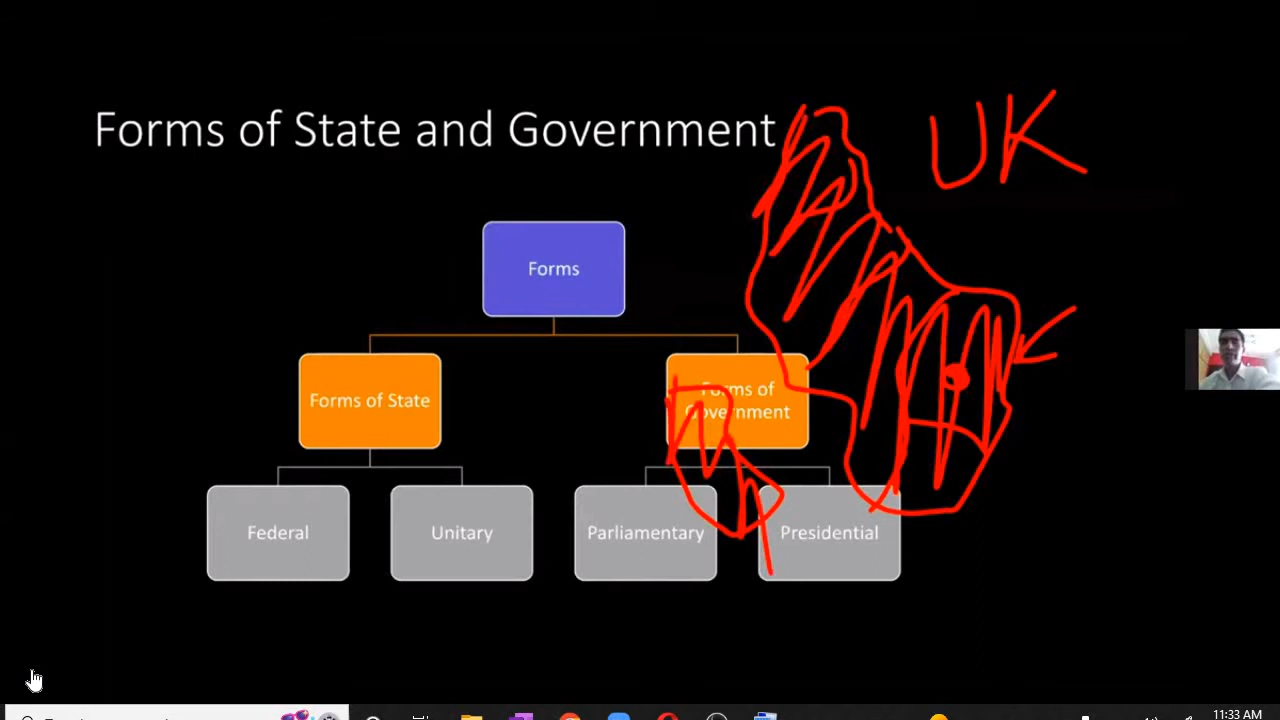 Forms of State and Government
UK
Forms
Forms of State
Forms of
Government
Federal
Unitary
Parliamentary
Presidential
11:33 AM